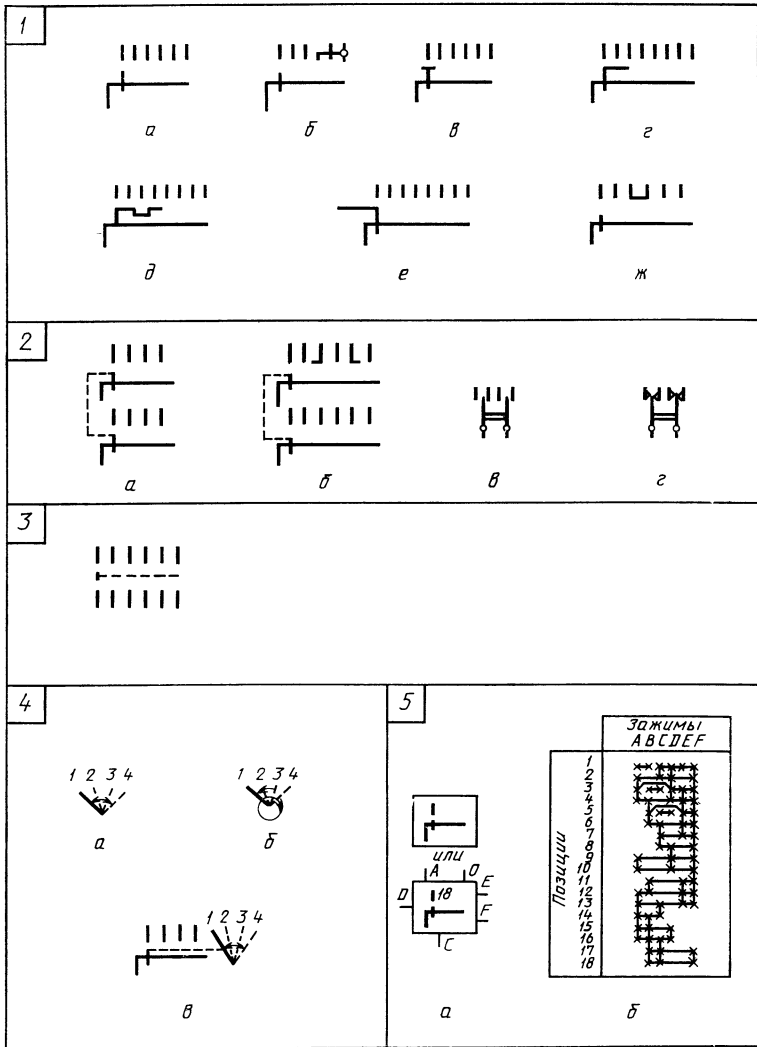 1
а б в г
д е ж
2
а б в г
3
4
1 2 3 4
а
1 2 3 4
б
1 2 3 4
в
5
или
A O
E
D 18
F
C
а
Зажимы
A B C D E F
Позиции
1
2
3
4
5
6
7
8
9
10
11
12
13
14
15
16
17
18
б